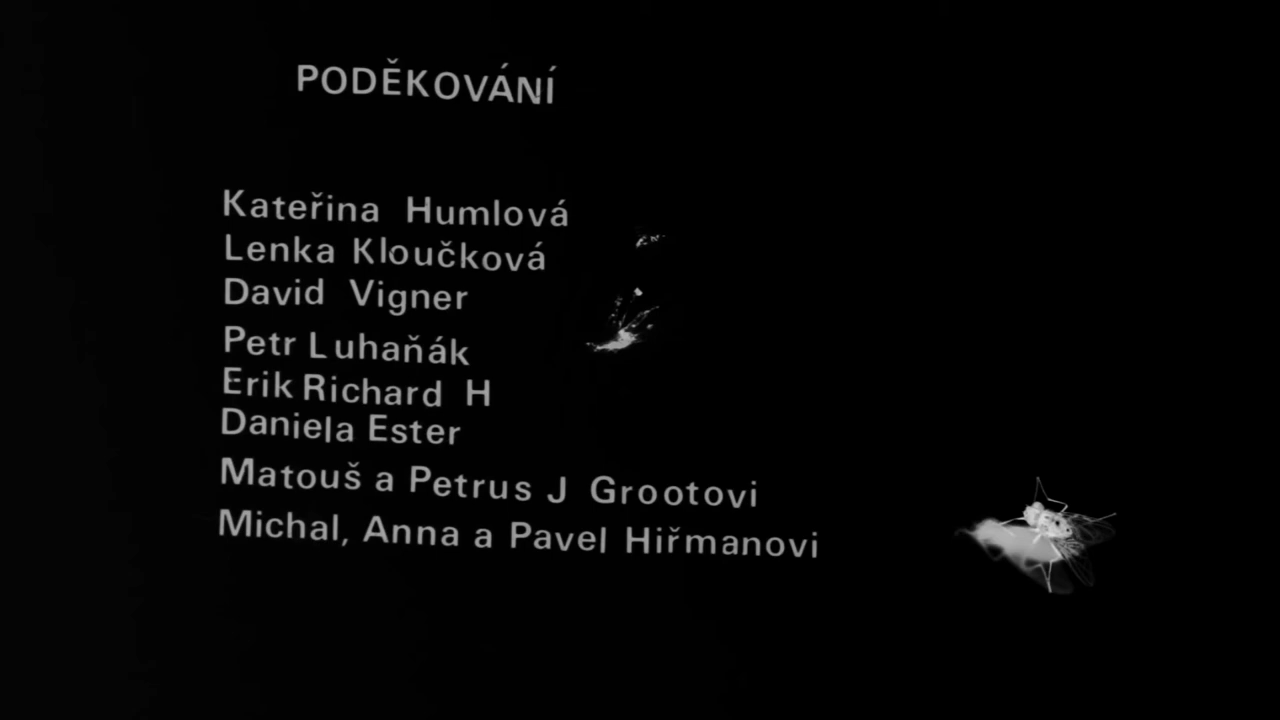 PODĚKOVÁNÍ
Kateřina Humlová
Lenka Kloučková
David Vigner
Petr Luhaňák
Erik Richard H
Daniela Ester
Matouš a Petrus J Grootovi
Michal, Anna a Pavel Hiřmanovi